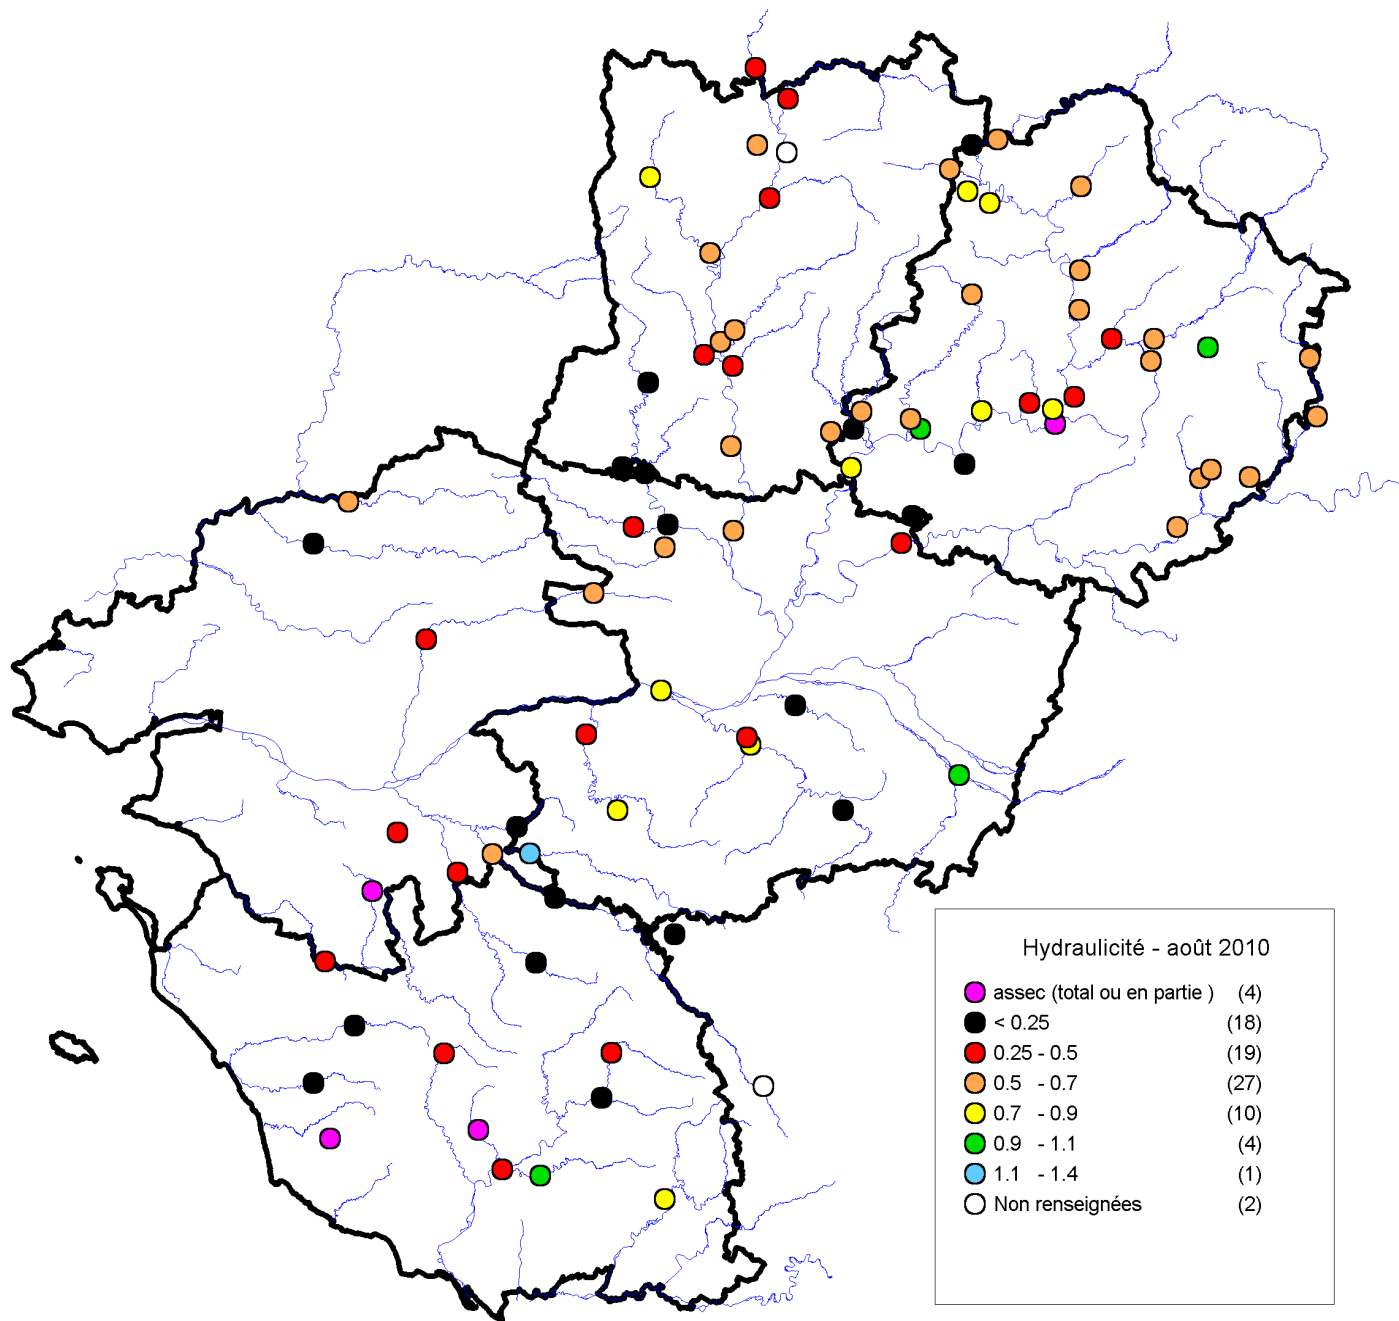 Hydraulicité - août 2010
assec (total ou en partie ) (4)
< 0.25 (18)
0.25 - 0.5 (19)
0.5 - 0.7 (27)
0.7 - 0.9 (10)
0.9 - 1.1 (4)
1.1 - 1.4 (1)
Non renseignées (2)